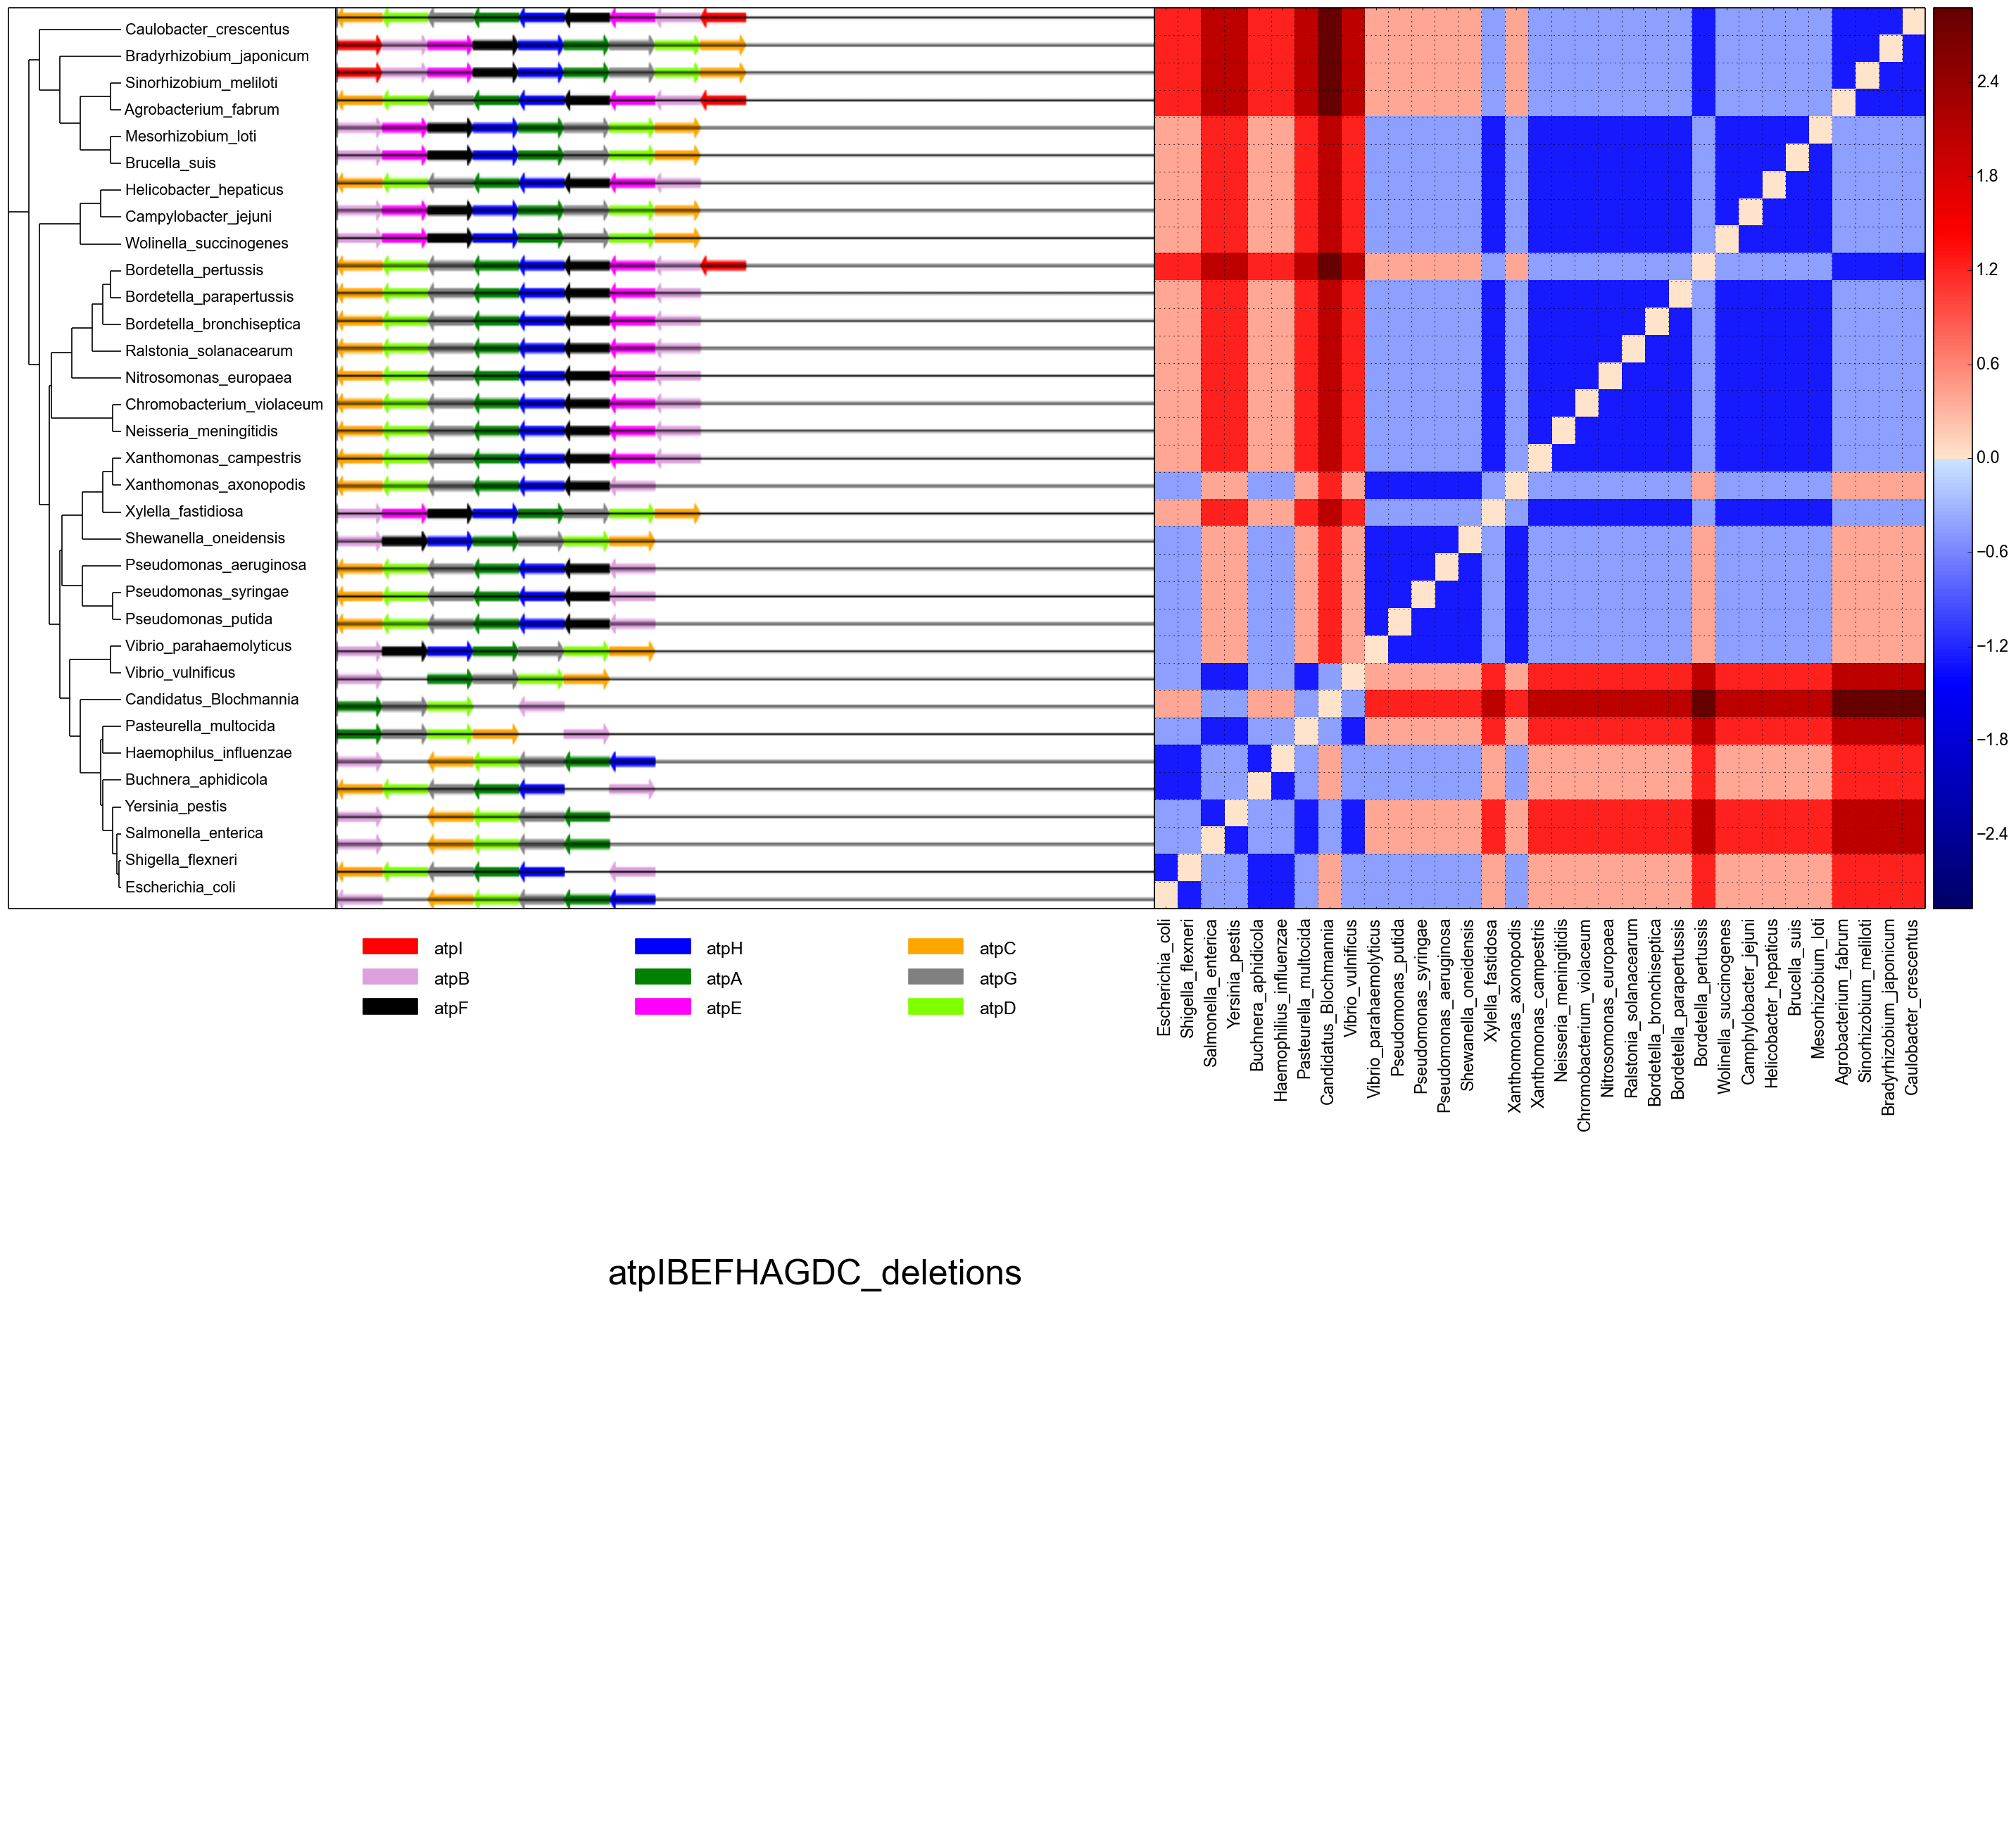 Caulobacter_crescentus
Bradyrhizobium_japonicum
Sinorhizobium_meliloti
Agrobacterium_fabrum
Mesorhizobium_loti
Brucella_suis
Helicobacter_hepaticus
Campylobacter_jejuni
Wolinella_succinogenes
Bordetella_pertussis
Bordetella_parapertussis
Bordetella_bronchiseptica
Ralstonia_solanacearum
Nitrosomonas_europaea
Chromobacterium_violaceum
Neisseria_meningitidis
Xanthomonas_campestris
Xanthomonas_axonopodis
Xylella_fastidiosa
Shewanella_oneidensis
Pseudomonas_aeruginosa
Pseudomonas_syringae
Pseudomonas_putida
Vibrio_parahaemolyticus
Vibrio_vulnificus
Candidatus_Blochmannia
Pasteurella_multocida
Haemophilus_influenzae
Buchnera_aphidicola
Yersinia_pestis
Salmonella_enterica
Shigella_flexneri
Escherichia_coli
2.4
1.8
1.2
0.6
0.0
−0.6
−1.2
−1.8
−2.4
Escherichia_coli
Shigella_flexneri
Salmonella_enterica
Yersinia_pestis
Buchnera_aphidicola
Haemophilus_influenzae
Pasteurella_multocida
Candidatus_Blochmannia
Vibrio_vulnificus
Vibrio_parahaemolyticus
Pseudomonas_putida
Pseudomonas_syringae
Pseudomonas_aeruginosa
Shewanella_oneidensis
Xylella_fastidiosa
Xanthomonas_axonopodis
Xanthomonas_campestris
Neisseria_meningitidis
Chromobacterium_violaceum
Nitrosomonas_europaea
Ralstonia_solanacearum
Bordetella_bronchiseptica
Bordetella_parapertussis
Bordetella_pertussis
Wolinella_succinogenes
Camphylobacter_jejuni
Helicobacter_hepaticus
Brucella_suis
Mesorhizobium_loti
Agrobacterium_fabrum
Sinorhizobium_meliloti
Bradyrhizobium_japonicum
Caulobacter_crescentus
atpI atpH atpC
atpB atpA atpG
atpF atpE atpD
atpIBEFHAGDC_deletions